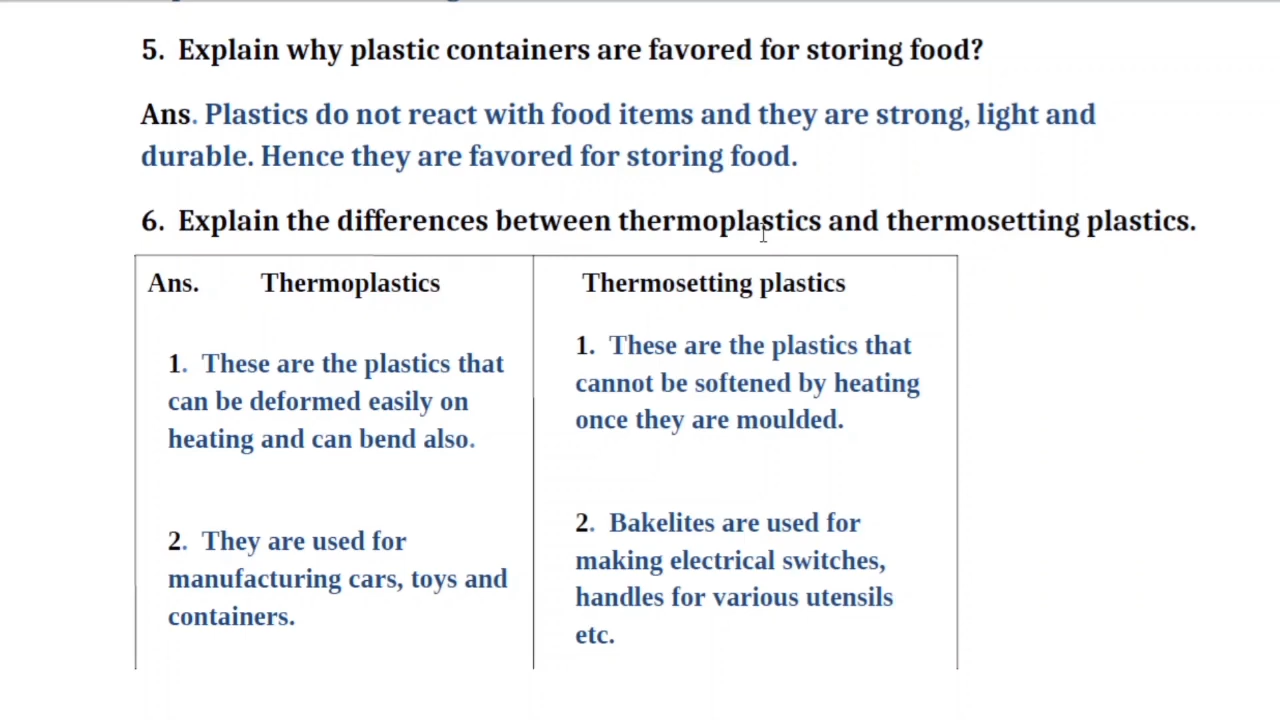 5. Explain why plastic containers are favored for storing food?
Ans. Plastics do not react with food items and they are strong, light and
durable. Hence they are favored for storing food.
6. Explain the differences between thermoplastics and thermosetting plastics.
Ans. Thermoplastics
1. These are the plastics that
can be deformed easily on
heating and can bend also.
2. They are used for
manufacturing cars, toys and
containers.
Thermosetting plastics
1. These are the plastics that
cannot be softened by heating
once they are moulded.
2. Bakelites are used for
making electrical switches,
handles for various utensils
etc.